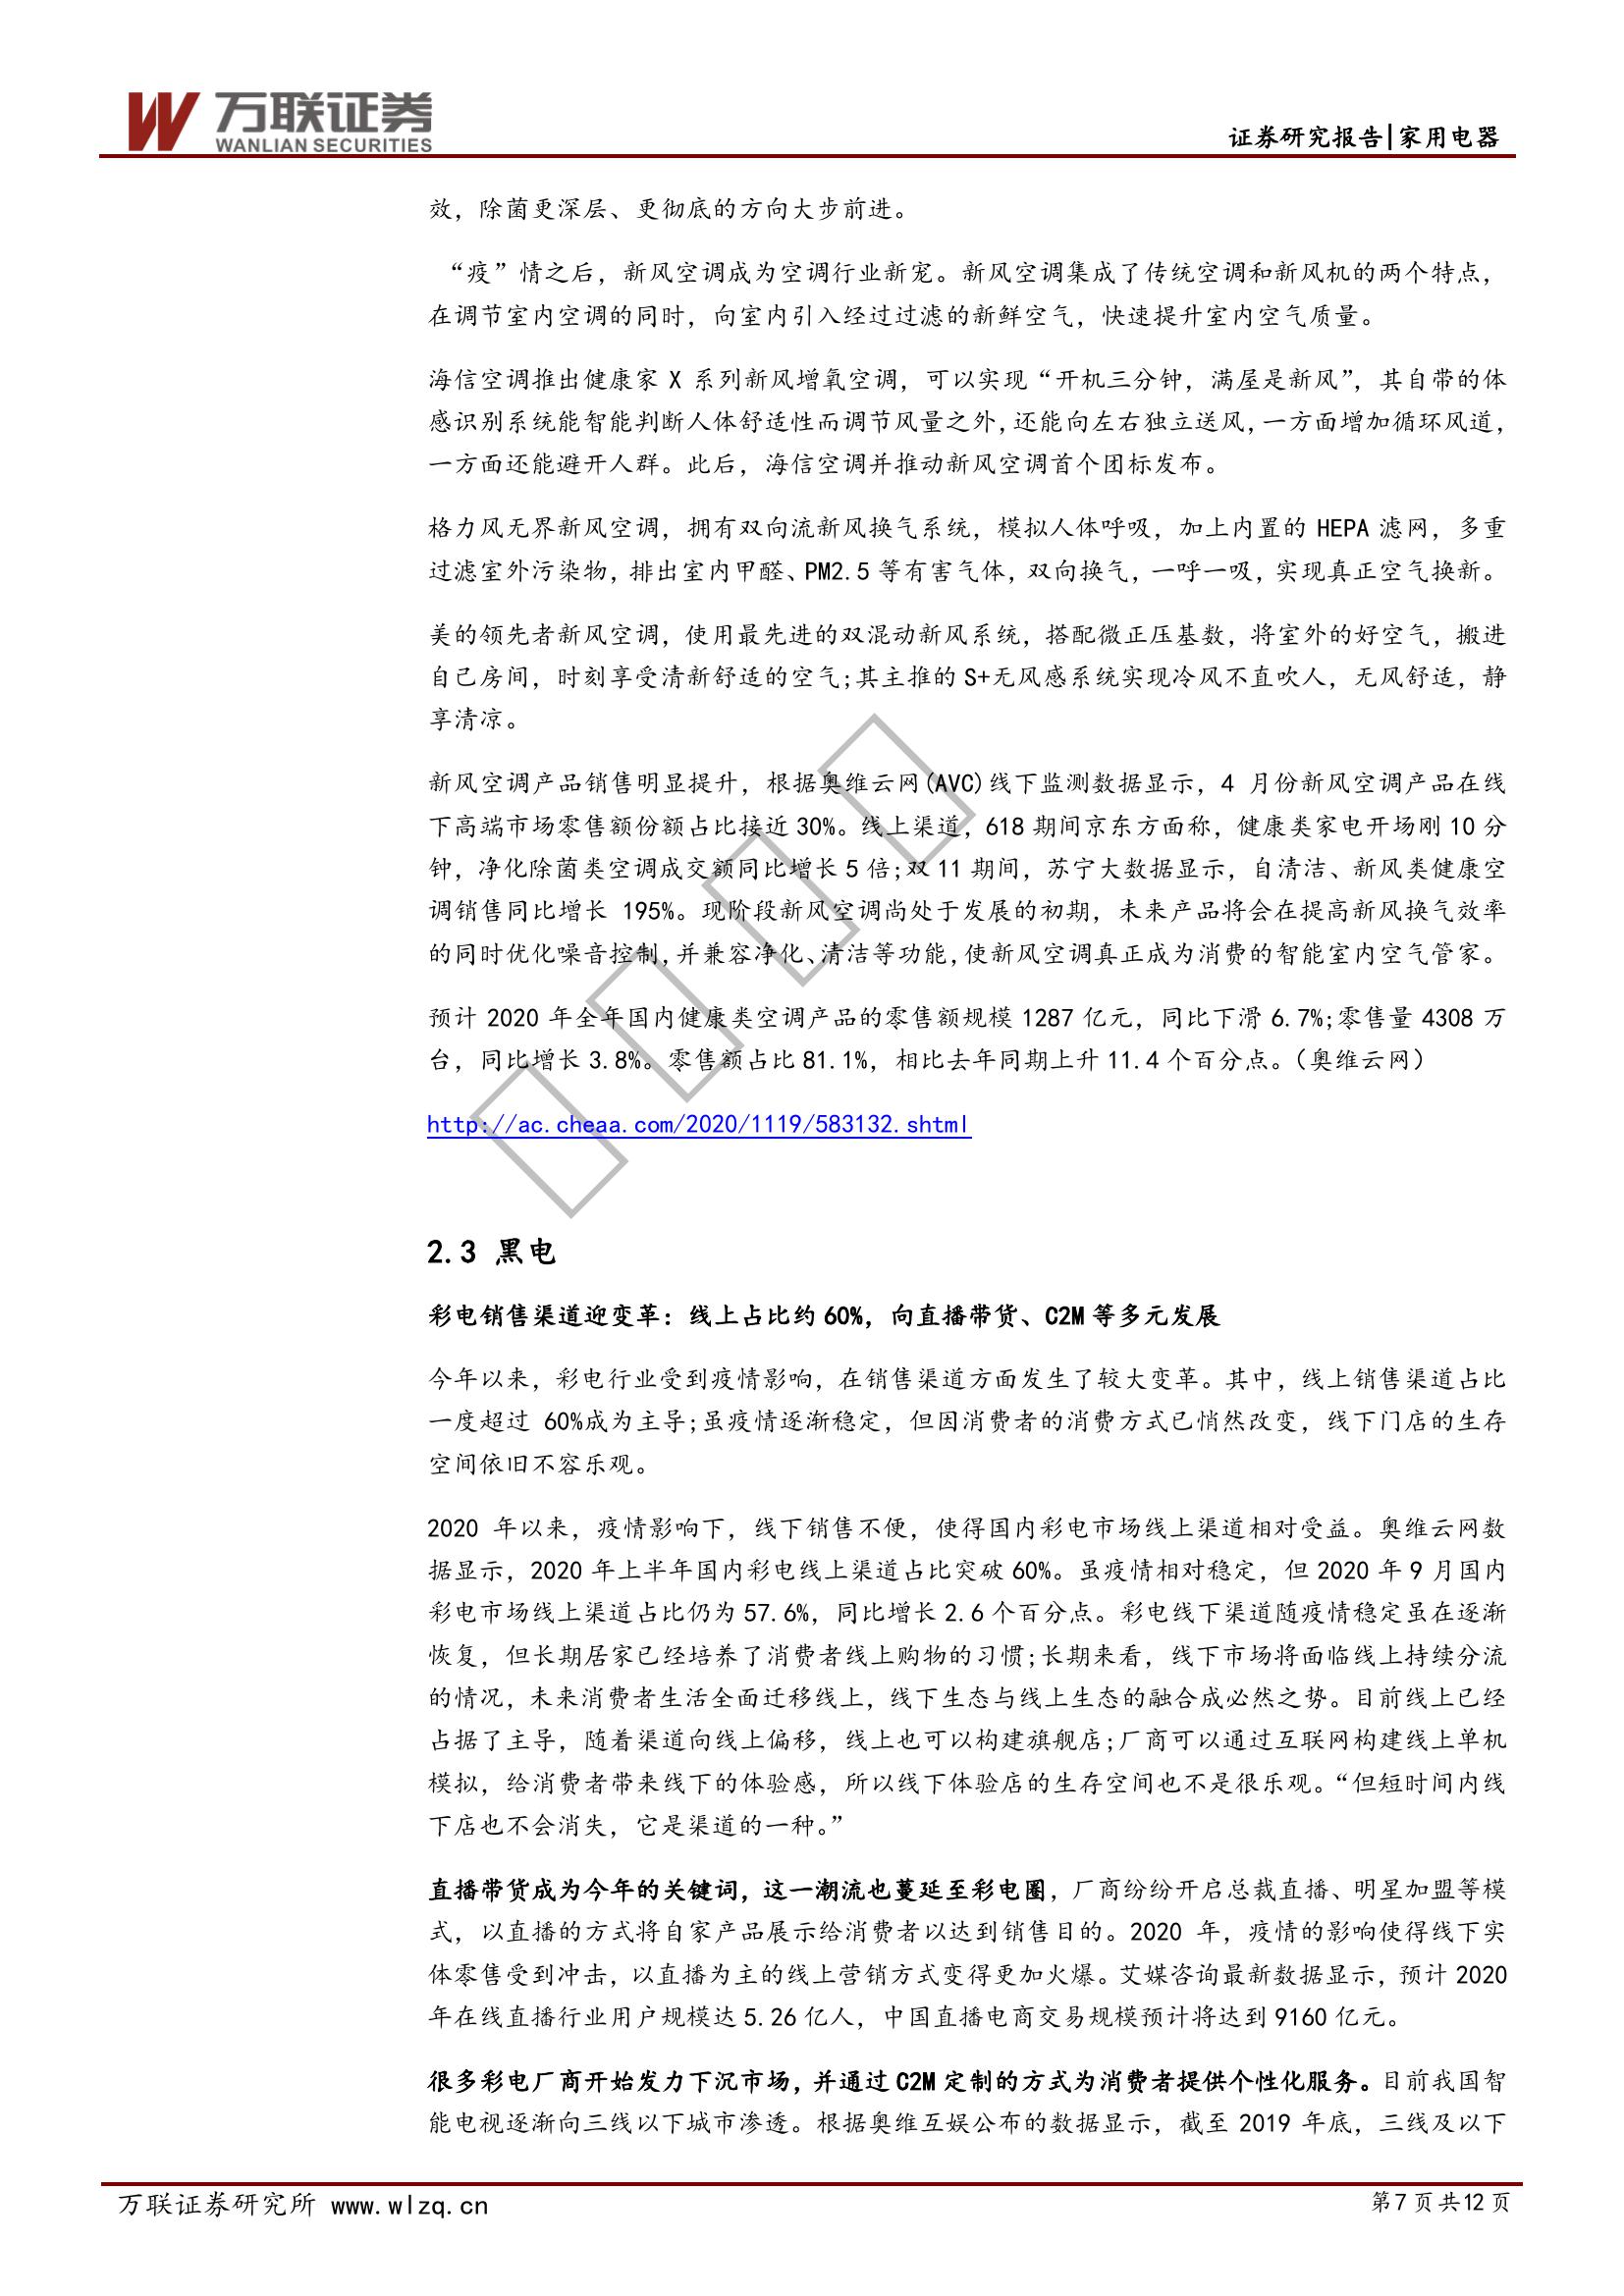 万联证券
WANLIAN SECURITIES
证券研究报告|家用电器
效，除菌更深层、更彻底的方向大步前进。
“疫”情之后，新风空调成为空调行业新宠。新风空调集成了传统空调和新风机的两个特点，
在调节室内空调的同时，向室内引入经过过滤的新鲜空气，快速提升室内空气质量。
海信空调推出健康家 X 系列新风增氧空调，可以实现“开机三分钟，满屋是新风”，其自带的体
感识别系统能智能判断人体舒适性而调节风量之外,还能向左右独立送风,一方面增加循环风道，
一方面还能避开人群。此后，海信空调并推动新风空调首个团标发布。
格力风无界新风空调，拥有双向流新风换气系统，模拟人体呼吸，加上内置的 HEPA 滤网，多重
过滤室外污染物,排出室内甲醛、PM2.5 等有害气体,双向换气,一呼一吸,实现真正空气换新。
美的领先者新风空调，使用最先进的双混动新风系统，搭配微正压基数，将室外的好空气，搬进
自己房间，时刻享受清新舒适的空气;其主推的 S+无风感系统实现冷风不直吹人，无风舒适，静
享清凉。
新风空调产品销售明显提升，根据奥维云网(AVC)线下监测数据显示，4 月份新风空调产品在线
下高端市场零售额份额占比接近 30%。线上渠道，618 期间京东方面称，健康类家电开场刚 10 分
钟，净化除菌类空调成交额同比增长 5 倍;双 11 期间，苏宁大数据显示，自清洁、新风类健康空
调销售同比增长 195%。现阶段新风空调尚处于发展的初期，未来产品将会在提高新风换气效率
的同时优化噪音控制,并兼容净化、清洁等功能,使新风空调真正成为消费的智能室内空气管家。
预计 2020 年全年国内健康类空调产品的零售额规模 1287 亿元，同比下滑 6.7%;零售量 4308 万
台，同比增长 3.8%。零售额占比 81.1%，相比去年同期上升 11.4 个百分点。（奥维云网）
http://ac.cheaa.com/2020/1119/583132.shtml
2.3 黑电
彩电销售渠道迎变革：线上占比约 60%，向直播带货、C2M 等多元发展
今年以来，彩电行业受到疫情影响，在销售渠道方面发生了较大变革。其中，线上销售渠道占比
一度超过 60%成为主导;虽疫情逐渐稳定，但因消费者的消费方式已悄然改变，线下门店的生存
空间依旧不容乐观。
2020 年以来，疫情影响下，线下销售不便，使得国内彩电市场线上渠道相对受益。奥维云网数
据显示，2020 年上半年国内彩电线上渠道占比突破 60%。虽疫情相对稳定，但 2020 年 9 月国内
彩电市场线上渠道占比仍为 57.6%，同比增长 2.6 个百分点。彩电线下渠道随疫情稳定虽在逐渐
恢复，但长期居家已经培养了消费者线上购物的习惯;长期来看，线下市场将面临线上持续分流
的情况，未来消费者生活全面迁移线上，线下生态与线上生态的融合成必然之势。目前线上已经
占据了主导，随着渠道向线上偏移，线上也可以构建旗舰店;厂商可以通过互联网构建线上单机
模拟，给消费者带来线下的体验感，所以线下体验店的生存空间也不是很乐观。“但短时间内线
下店也不会消失，它是渠道的一种。”
直播带货成为今年的关键词，这一潮流也蔓延至彩电圈，厂商纷纷开启总裁直播、明星加盟等模
式，以直播的方式将自家产品展示给消费者以达到销售目的。2020 年，疫情的影响使得线下实
体零售受到冲击，以直播为主的线上营销方式变得更加火爆。艾媒咨询最新数据显示，预计 2020
年在线直播行业用户规模达 5.26 亿人，中国直播电商交易规模预计将达到 9160 亿元。
很多彩电厂商开始发力下沉市场，并通过 C2M 定制的方式为消费者提供个性化服务。目前我国智
能电视逐渐向三线以下城市渗透。根据奥维互娱公布的数据显示，截至 2019 年底，三线及以下
万联证券研究所 www.wlzq.cn
第 7 页 共 12 页